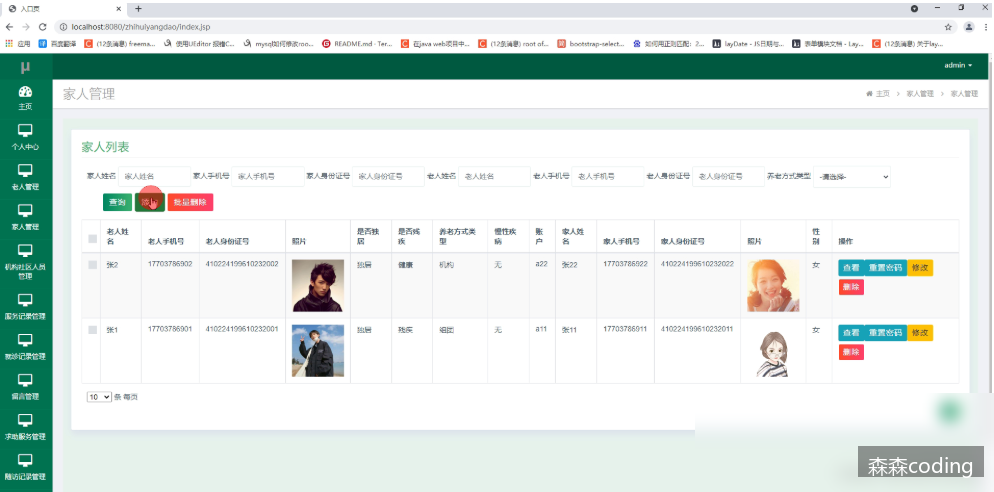 入口页
localhost:8080/zhihuiyangdao/index.jsp
应用 百度翻译 (12条消息) freema... 使用UEditor 报错C... mysql如何修改roo... README.md · Ter... 在java web项目中... (12条消息) root of... bootstrap-select... 如何用正则匹配：2... layDate - JS日期与... 表单模块文档 - Lay... (12条消息) 关于lay...
μ
admin
主页
个人中心
老人管理
家人管理
机构社区人员管理
服务记录管理
就诊记录管理
留言管理
求助服务管理
随访记录管理
家人管理
主页 > 家人管理 > 家人管理
家人列表
家人姓名 家人姓名 家人手机号 家人手机号 家人身份证号 家人身份证号 老人姓名 老人姓名 老人手机号 老人手机号 老人身份证号 老人身份证号 养老方式类型 -请选择-
查询 添加 批量删除
老人姓名 老人手机号 老人身份证号 照片 是否独居 是否残疾 养老方式类型 慢性疾病 账户 家人姓名 家人手机号 家人身份证号 照片 性别 操作
张2 17703786902 410224199610232002 独居 健康 机构 无 a22 张22 17703786922 410224199610232022 女 查看 重置密码 修改
删除
张1 17703786901 410224199610232001 独居 残疾 组团 无 a11 张11 17703786911 410224199610232011 女 查看 重置密码 修改
删除
10 条 每页
森森coding